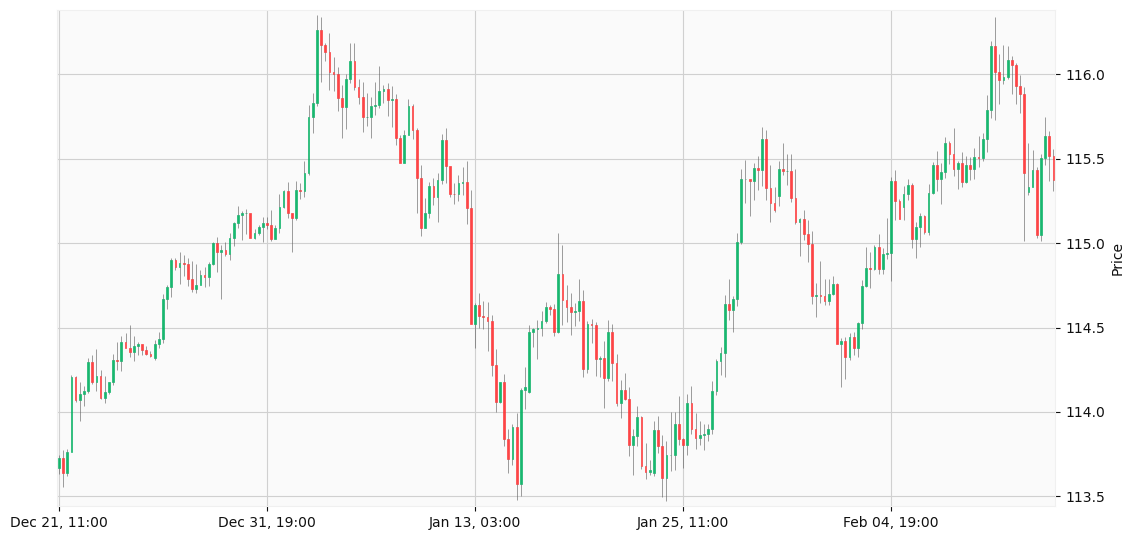 116.0
115.5
115.0
114.5
114.0
113.5
Price
Dec 21, 11:00
Dec 31, 19:00
Jan 13, 03:00
Jan 25, 11:00
Feb 04, 19:00